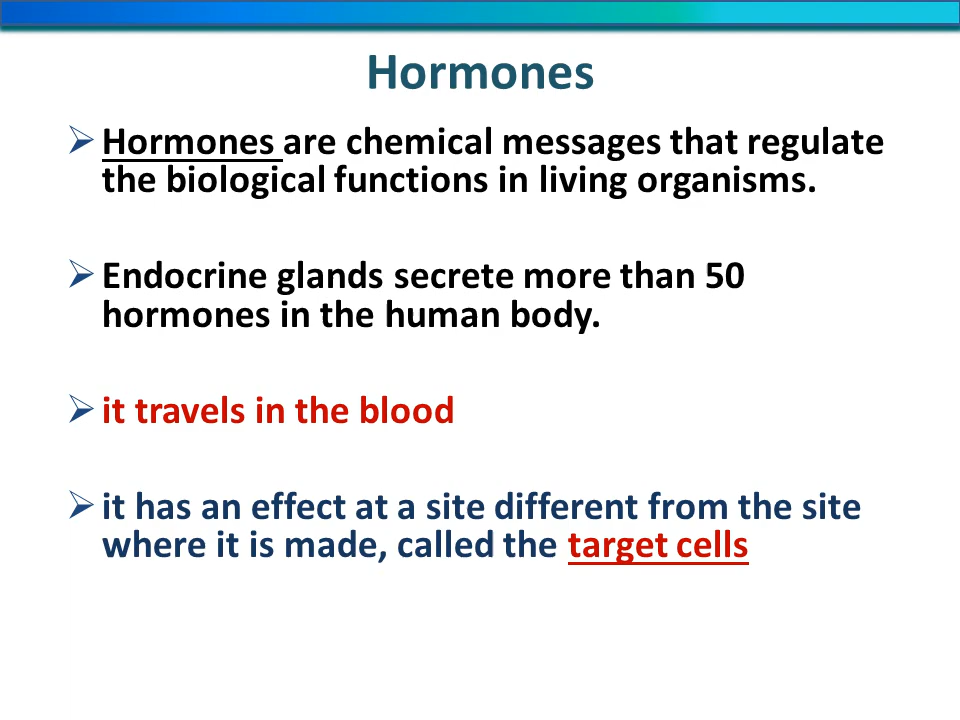 Hormones
Hormones are chemical messages that regulate
the biological functions in living organisms.
Endocrine glands secrete more than 50
hormones in the human body.
it travels in the blood
it has an effect at a site different from the site
where it is made, called the target cells